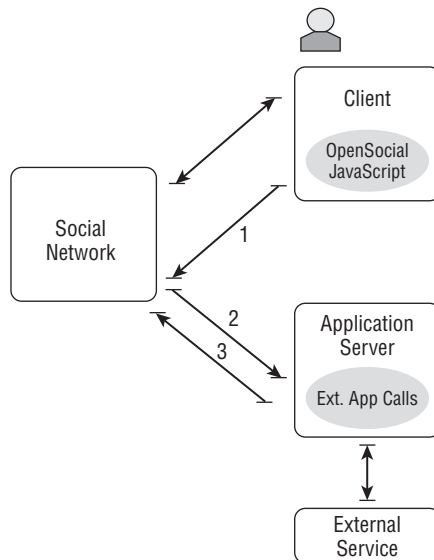 Client
OpenSocial
JavaScript
Social
Network
1
2
3
Application
Server
Ext. App Calls
External
Service